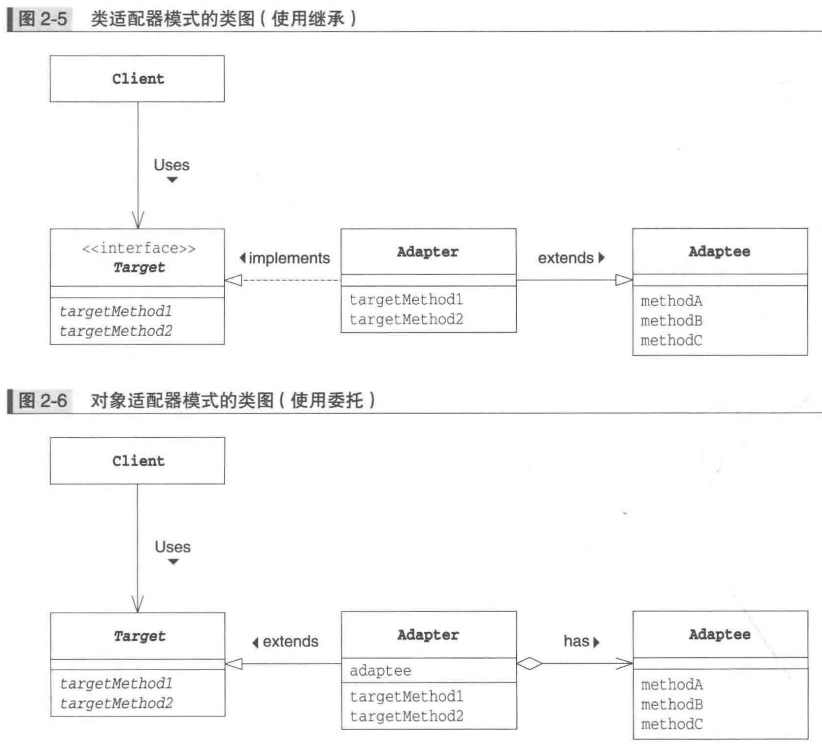 图 2-5 类适配器模式的类图（使用继承）
Client
Uses
<<interface>>
Target
targetMethod1
targetMethod2
implements
Adapter
targetMethod1
targetMethod2
extends
Adaptee
methodA
methodB
methodC
图 2-6 对象适配器模式的类图（使用委托）
Client
Uses
Target
targetMethod1
targetMethod2
extends
Adapter
adaptee
targetMethod1
targetMethod2
has
Adaptee
methodA
methodB
methodC